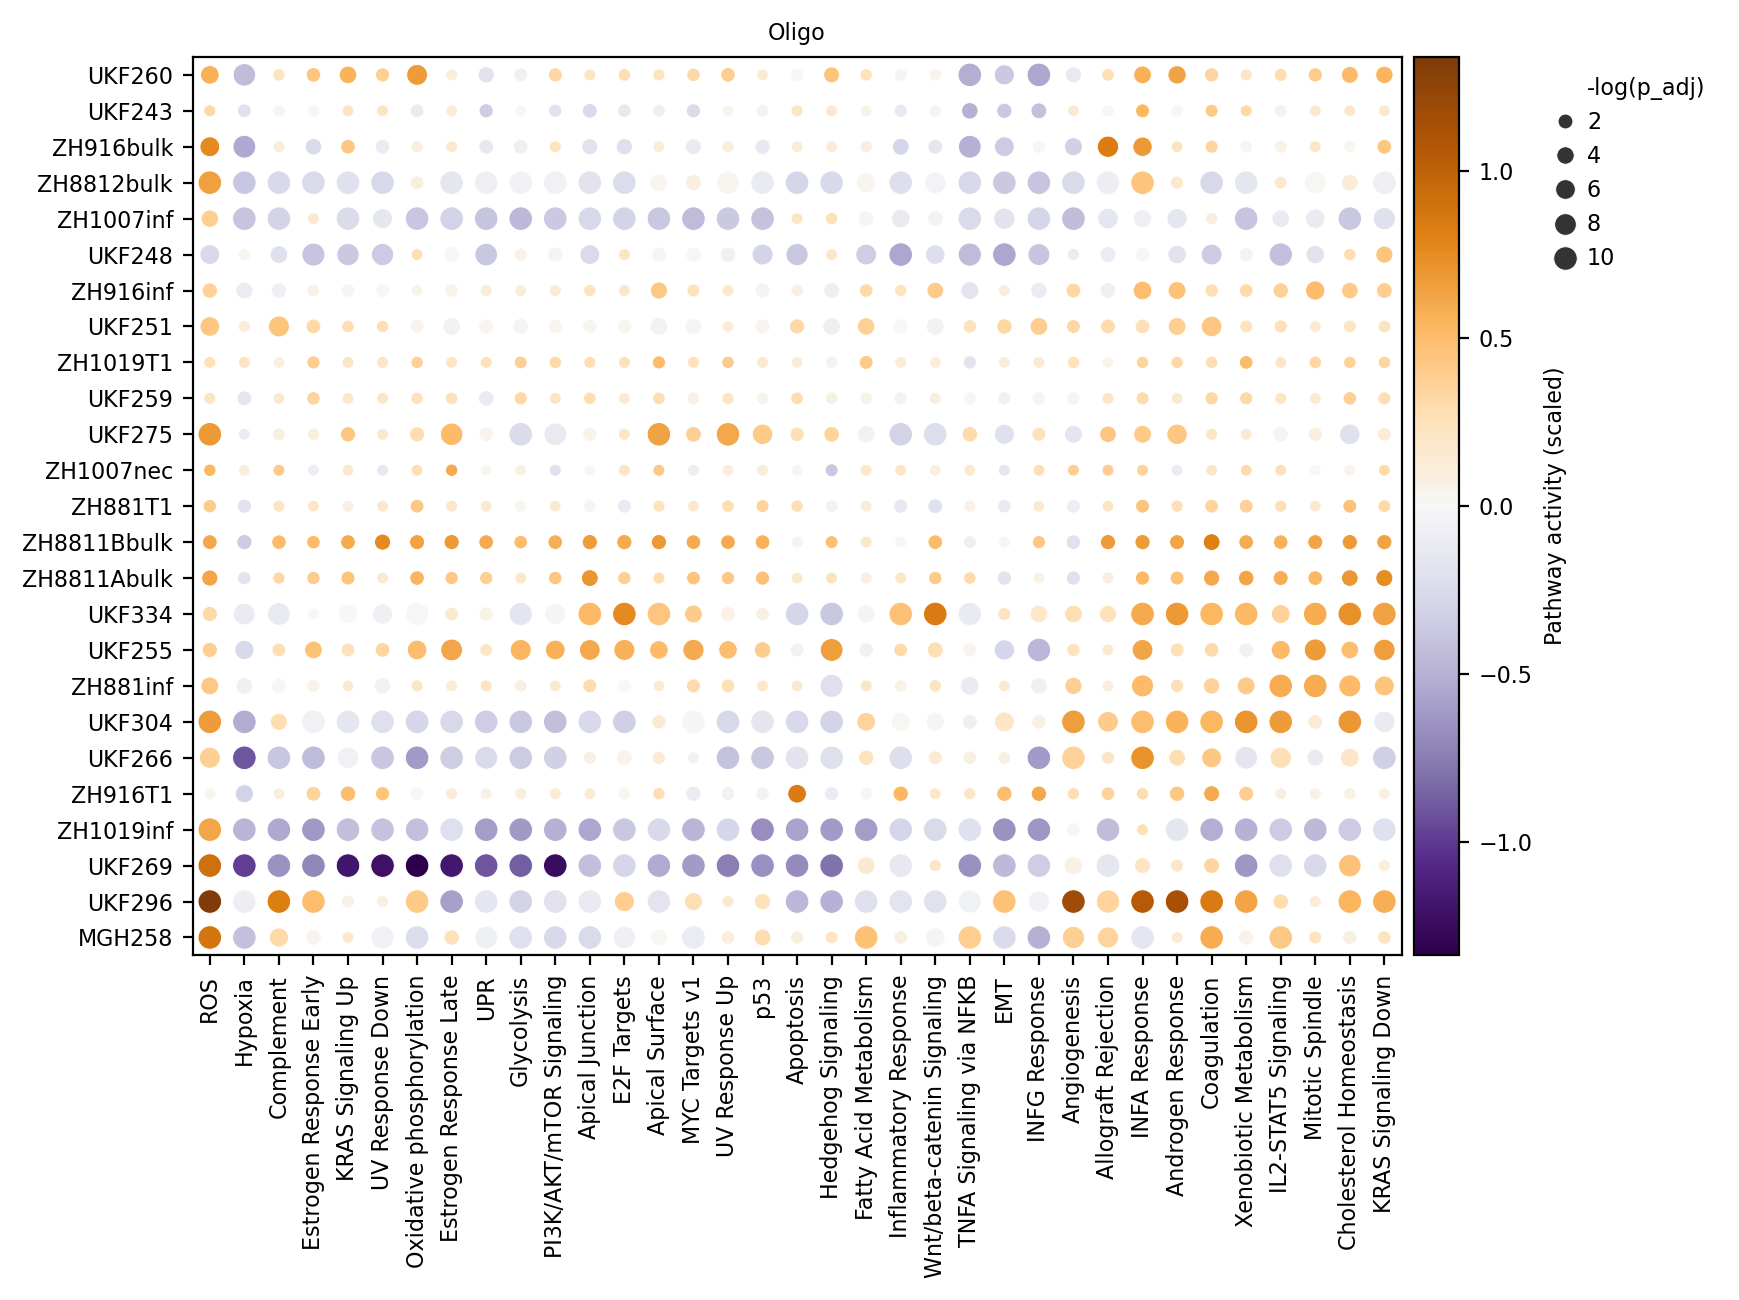 Oligo
UKF260
UKF243
ZH916bulk
ZH8812bulk
ZH1007inf
UKF248
ZH916inf
UKF251
ZH1019T1
UKF259
UKF275
ZH1007nec
ZH881T1
ZH8811Bbulk
ZH8811Abulk
UKF334
UKF255
ZH881inf
UKF304
UKF266
ZH916T1
ZH1019inf
UKF269
UKF296
MGH258
ROS
Hypoxia
Complement
Estrogen Response Early
KRAS Signaling Up
UV Response Down
Oxidative phosphorylation
Estrogen Response Late
UPR
Glycolysis
PI3K/AKT/mTOR Signaling
Apical Junction
E2F Targets
Apical Surface
MYC Targets v1
UV Response Up
p53
Apoptosis
Hedgehog Signaling
Fatty Acid Metabolism
Inflammatory Response
Wnt/beta-catenin Signaling
TNFA Signaling via NFKB
EMT
INFG Response
Angiogenesis
Allograft Rejection
INFA Response
Androgen Response
Coagulation
Xenobiotic Metabolism
IL2-STAT5 Signaling
Mitotic Spindle
Cholesterol Homeostasis
KRAS Signaling Down
1.0
0.5
0.0
−0.5
−1.0
Pathway activity (scaled)
-log(p_adj)
2
4
6
8
10